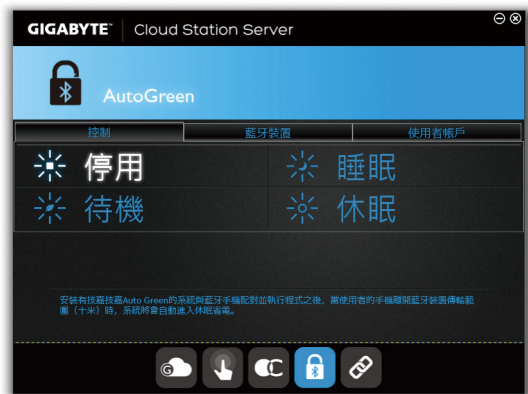 GIGABYTE™ Cloud Station Server
AutoGreen
控制 藍牙裝置 使用者帳戶
停用 睡眠
待機 休眠
安裝有技嘉技嘉Auto Green的系統與藍牙手機配對並執行程式之後，當使用者的手機離開藍牙裝置傳輸範
圍（十米）時，系統將會自動進入休眠省電。
G